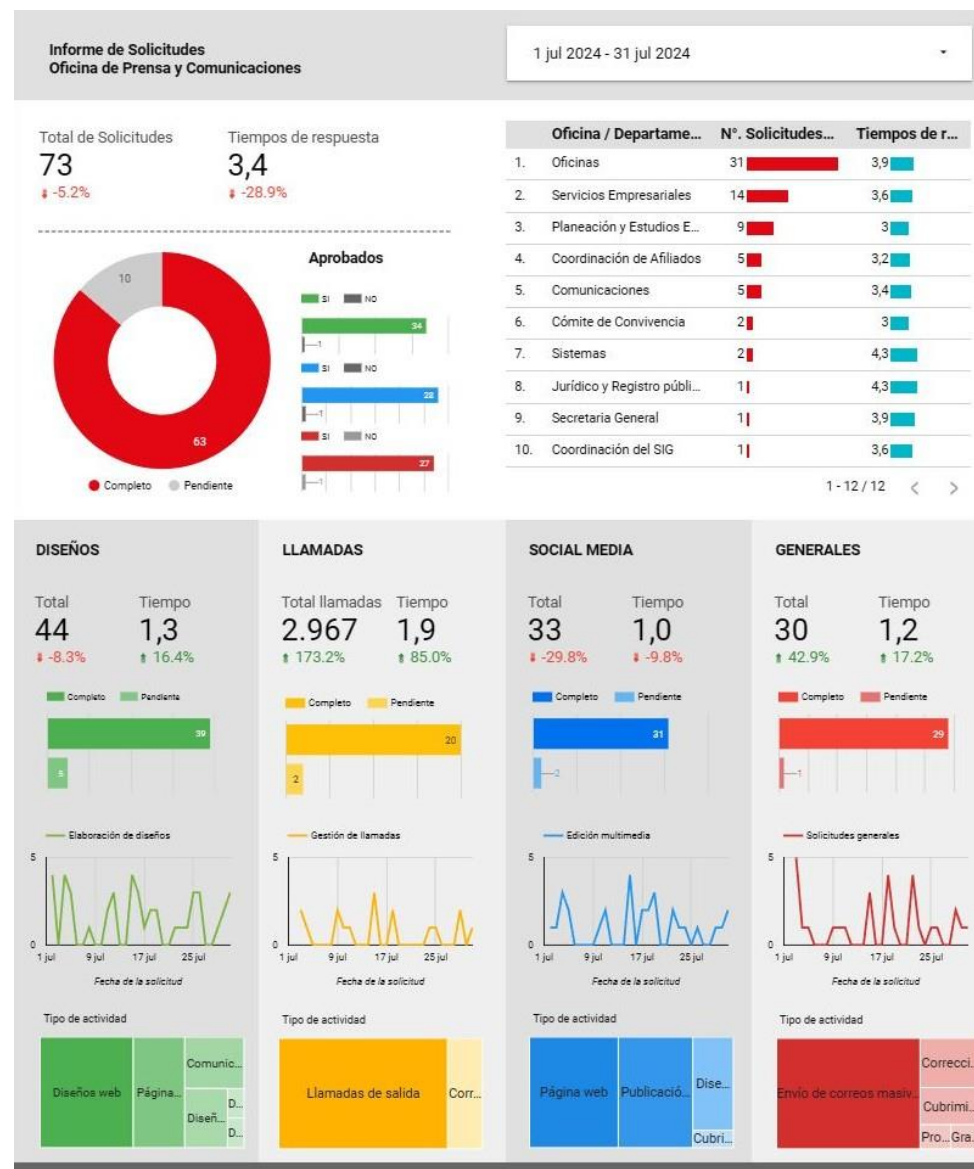 Informe de Solicitudes
Oficina de Prensa y Comunicaciones
1 jul 2024 - 31 jul 2024
Total de Solicitudes
73
-5.2%
Tiempos de respuesta
3,4
-28.9%
10
63
Completo Pendiente
Aprobados
SI NO
34
1
SI NO
28
1
SI NO
27
1
Oficina / Departame... N°. Solicitudes... Tiempos de r...
1. Oficinas 31 3,9
2. Servicios Empresariales 14 3,6
3. Planeación y Estudios E... 9 3
4. Coordinación de Afiliados 5 3,2
5. Comunicaciones 5 3,4
6. Cómite de Convivencia 2 3
7. Sistemas 2 4,3
8. Jurídico y Registro públi... 1 4,3
9. Secretaria General 1 3,9
10. Coordinación del SIG 1 3,6
1 - 12 / 12 < >
DISEÑOS
Total Tiempo
44 1,3
-8.3% 16.4%
Completo Pendiente
39
5
Elaboración de diseños
5
0
1 jul 9 jul 17 jul 25 jul
Fecha de la solicitud
Tipo de actividad
Diseños web Página... Comunic...
Diseñ... D...
D...
LLAMADAS
Total llamadas Tiempo
2.967 1,9
173.2% 85.0%
Completo Pendiente
20
2
Gestión de llamadas
5
0
1 jul 9 jul 17 jul 25 jul
Fecha de la solicitud
Tipo de actividad
Llamadas de salida Corr...
SOCIAL MEDIA
Total Tiempo
33 1,0
-29.8% -9.8%
Completo Pendiente
31
2
Edición multimedia
5
0
1 jul 9 jul 17 jul 25 jul
Fecha de la solicitud
Tipo de actividad
Página web Publicació... Dise...
Cubri...
GENERALES
Total Tiempo
30 1,2
42.9% 17.2%
Completo Pendiente
29
1
Solicitudes generales
5
0
1 jul 9 jul 17 jul 25 jul
Fecha de la solicitud
Tipo de actividad
Envío de correos masiv... Correcci...
Cubrimi...
Pro... Gra...